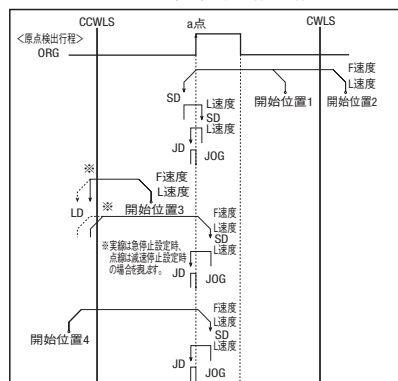 CCWLS
a点
CWLS
<原点検出行程>
ORG
F速度
L速度
SD
開始位置1
開始位置2
L速度
SD
L速度
JD
JOG
※
F速度
L速度
LD
※
開始位置3
F速度
L速度
SD
※実線は急停止設定時、
点線は減速停止設定時
の場合を表します。
L速度
JD
JOG
F速度
L速度
SD
開始位置4
L速度
JD
JOG